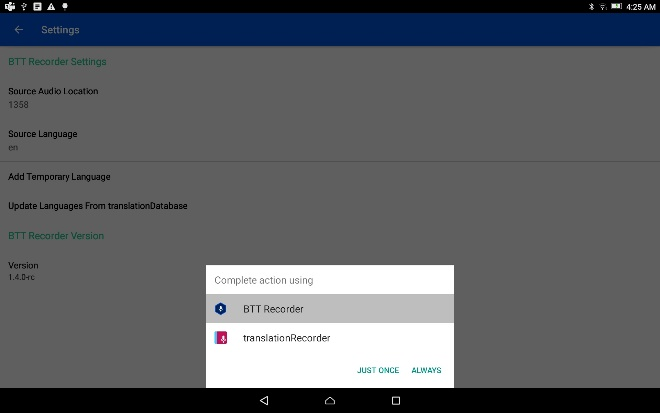 4:25 AM
Settings
BTT Recorder Settings
Source Audio Location
1358
Source Language
en
Add Temporary Language
Update Languages From translationDatabase
BTT Recorder Version
Version
1.4.0-rc
Complete action using
BTT Recorder
translationRecorder
JUST ONCE ALWAYS